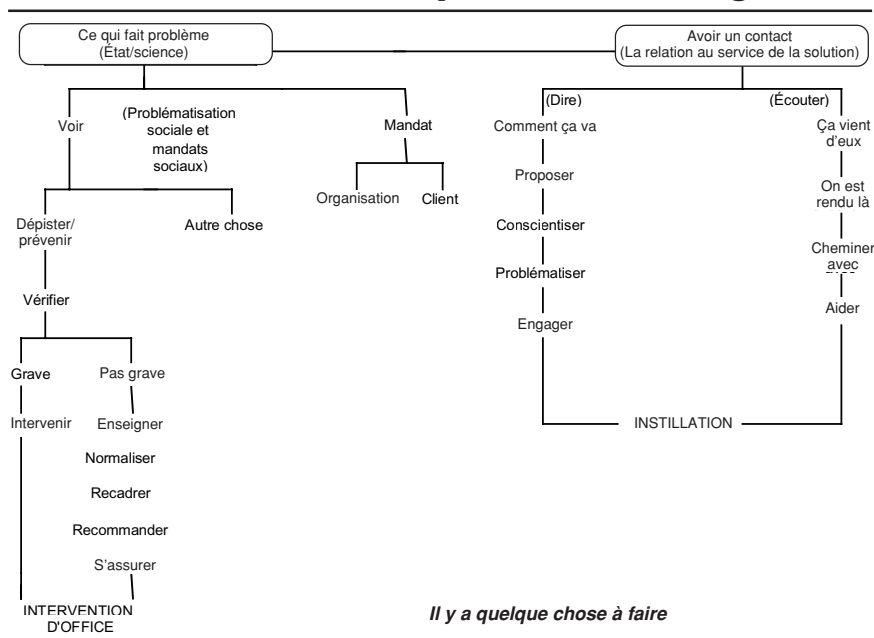 Ce qui fait problème
(État/science)
Avoir un contact
(La relation au service de la solution)
Voir
(Problématisation
sociale et
mandats
sociaux)
Mandat
Organisation
Client
Dépister/
prévenir
Autre chose
Vérifier
Grave
Pas grave
Intervenir
Enseigner
Normaliser
Recadrer
Recommander
S'assurer
INTERVENTION
D'OFFICE
(Dire)
Comment ça va
Proposer
Conscientiser
Problématiser
Engager
(Écouter)
Ça vient
d'eux
On est
rendu là
Cheminer
avec
Aider
INSTILLATION
Il y a quelque chose à faire